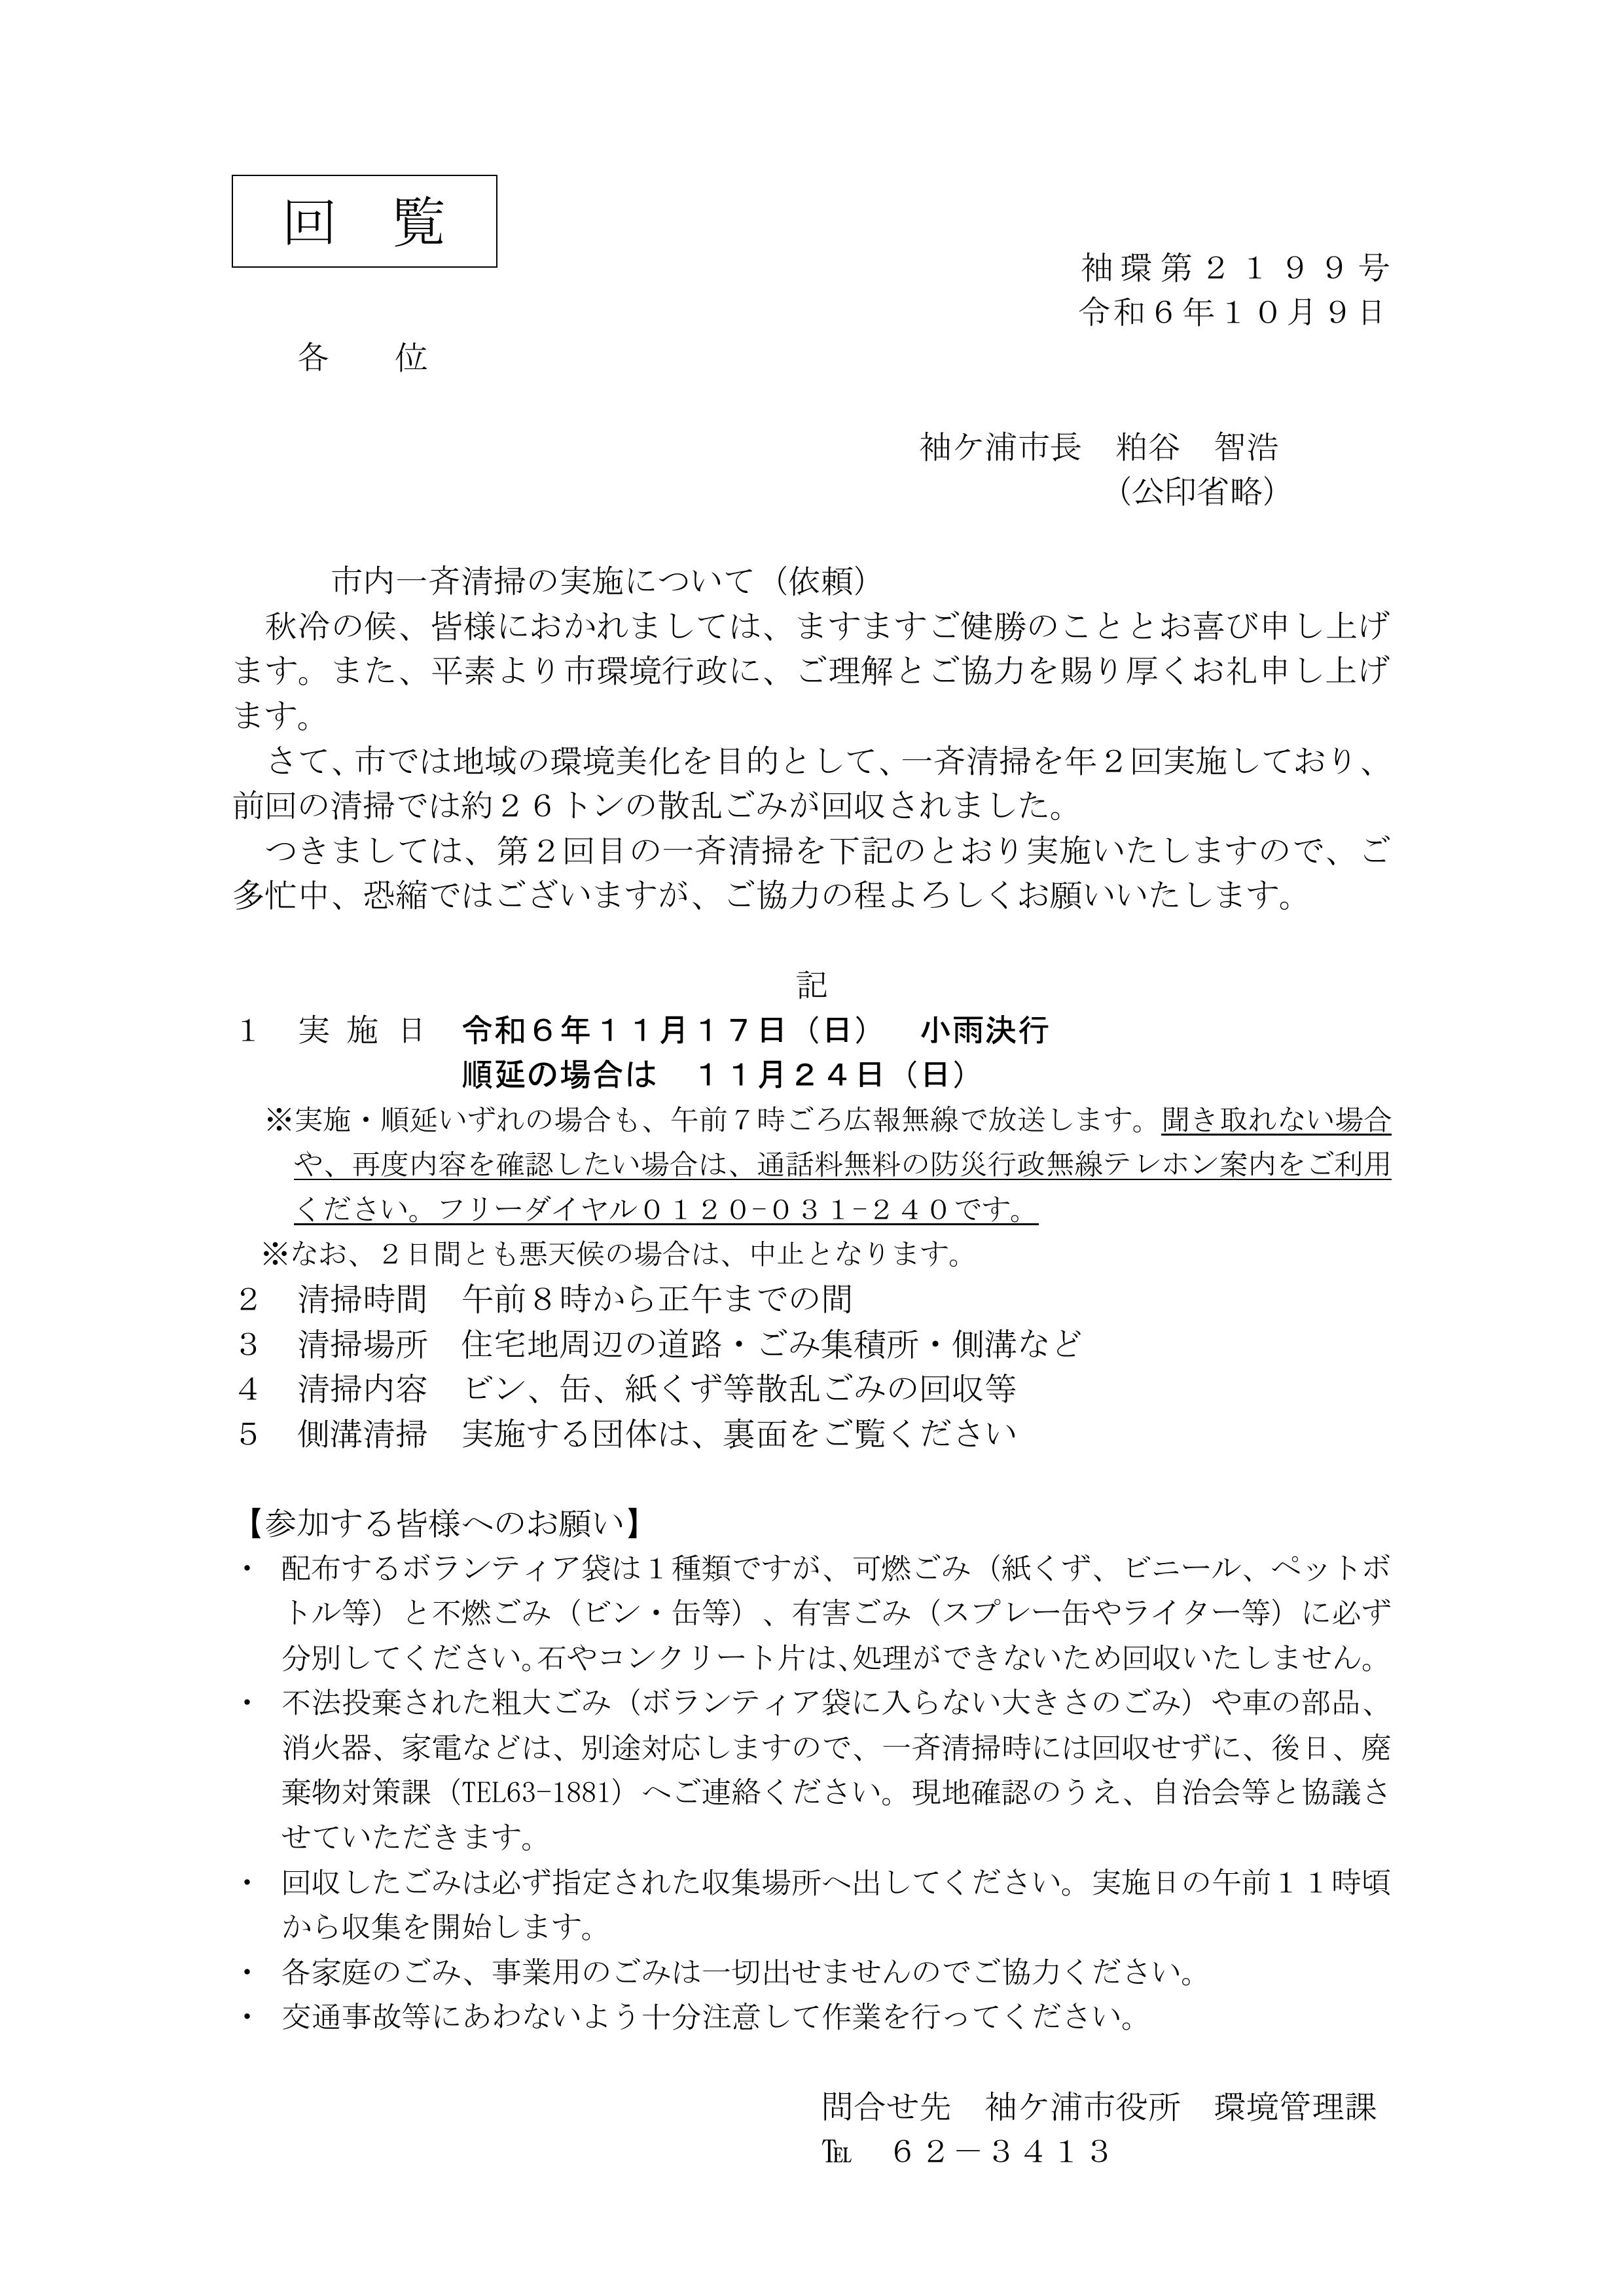 回　覧
袖環第２１９９号
令和６年１０月９日
各　　位
袖ケ浦市長　粕谷　智浩
（公印省略）
市内一斉清掃の実施について（依頼）
秋冷の候、皆様におかれましては、ますますご健勝のこととお喜び申し上げ
ます。また、平素より市環境行政に、ご理解とご協力を賜り厚くお礼申し上げ
ます。
さて、市では地域の環境美化を目的として、一斉清掃を年２回実施しており、
前回の清掃では約２６トンの散乱ごみが回収されました。
つきましては、第２回目の一斉清掃を下記のとおり実施いたしますので、ご
多忙中、恐縮ではございますが、ご協力の程よろしくお願いいたします。
記
１　実 施 日　令和６年１１月１７日（日）　小雨決行
順延の場合は　１１月２４日（日）
※実施・順延いずれの場合も、午前７時ごろ広報無線で放送します。聞き取れない場合
や、再度内容を確認したい場合は、通話料無料の防災行政無線テレホン案内をご利用
ください。フリーダイヤル０１２０−０３１−２４０です。
※なお、２日間とも悪天候の場合は、中止となります。
２　清掃時間　午前８時から正午までの間
３　清掃場所　住宅地周辺の道路・ごみ集積所・側溝など
４　清掃内容　ビン、缶、紙くず等散乱ごみの回収等
５　側溝清掃　実施する団体は、裏面をご覧ください
【参加する皆様へのお願い】
・　配布するボランティア袋は１種類ですが、可燃ごみ（紙くず、ビニール、ペットボ
トル等）と不燃ごみ（ビン・缶等）、有害ごみ（スプレー缶やライター等）に必ず
分別してください。石やコンクリート片は、処理ができないため回収いたしません。
・　不法投棄された粗大ごみ（ボランティア袋に入らない大きさのごみ）や車の部品、
消火器、家電などは、別途対応しますので、一斉清掃時には回収せずに、後日、廃
棄物対策課（TEL63-1881）へご連絡ください。現地確認のうえ、自治会等と協議さ
せていただきます。
・　回収したごみは必ず指定された収集場所へ出してください。実施日の午前１１時頃
から収集を開始します。
・　各家庭のごみ、事業用のごみは一切出せませんのでご協力ください。
・　交通事故等にあわないよう十分注意して作業を行ってください。
問合せ先　袖ケ浦市役所　環境管理課
℡　６２－３４１３